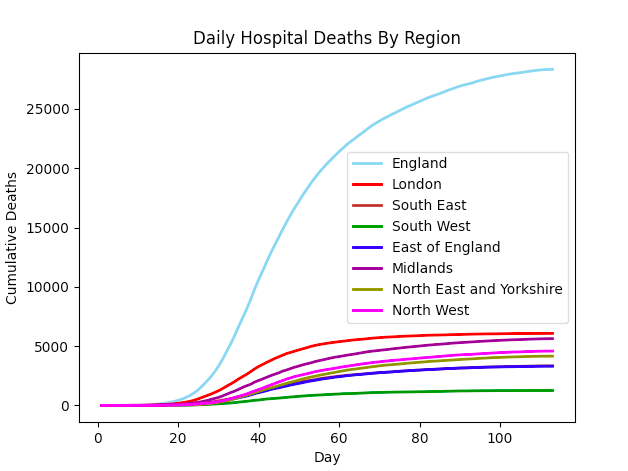 Daily Hospital Deaths By Region
Cumulative Deaths
25000
20000
15000
10000
5000
0
England
London
South East
South West
East of England
Midlands
North East and Yorkshire
North West
0
20
40
60
80
100
Day